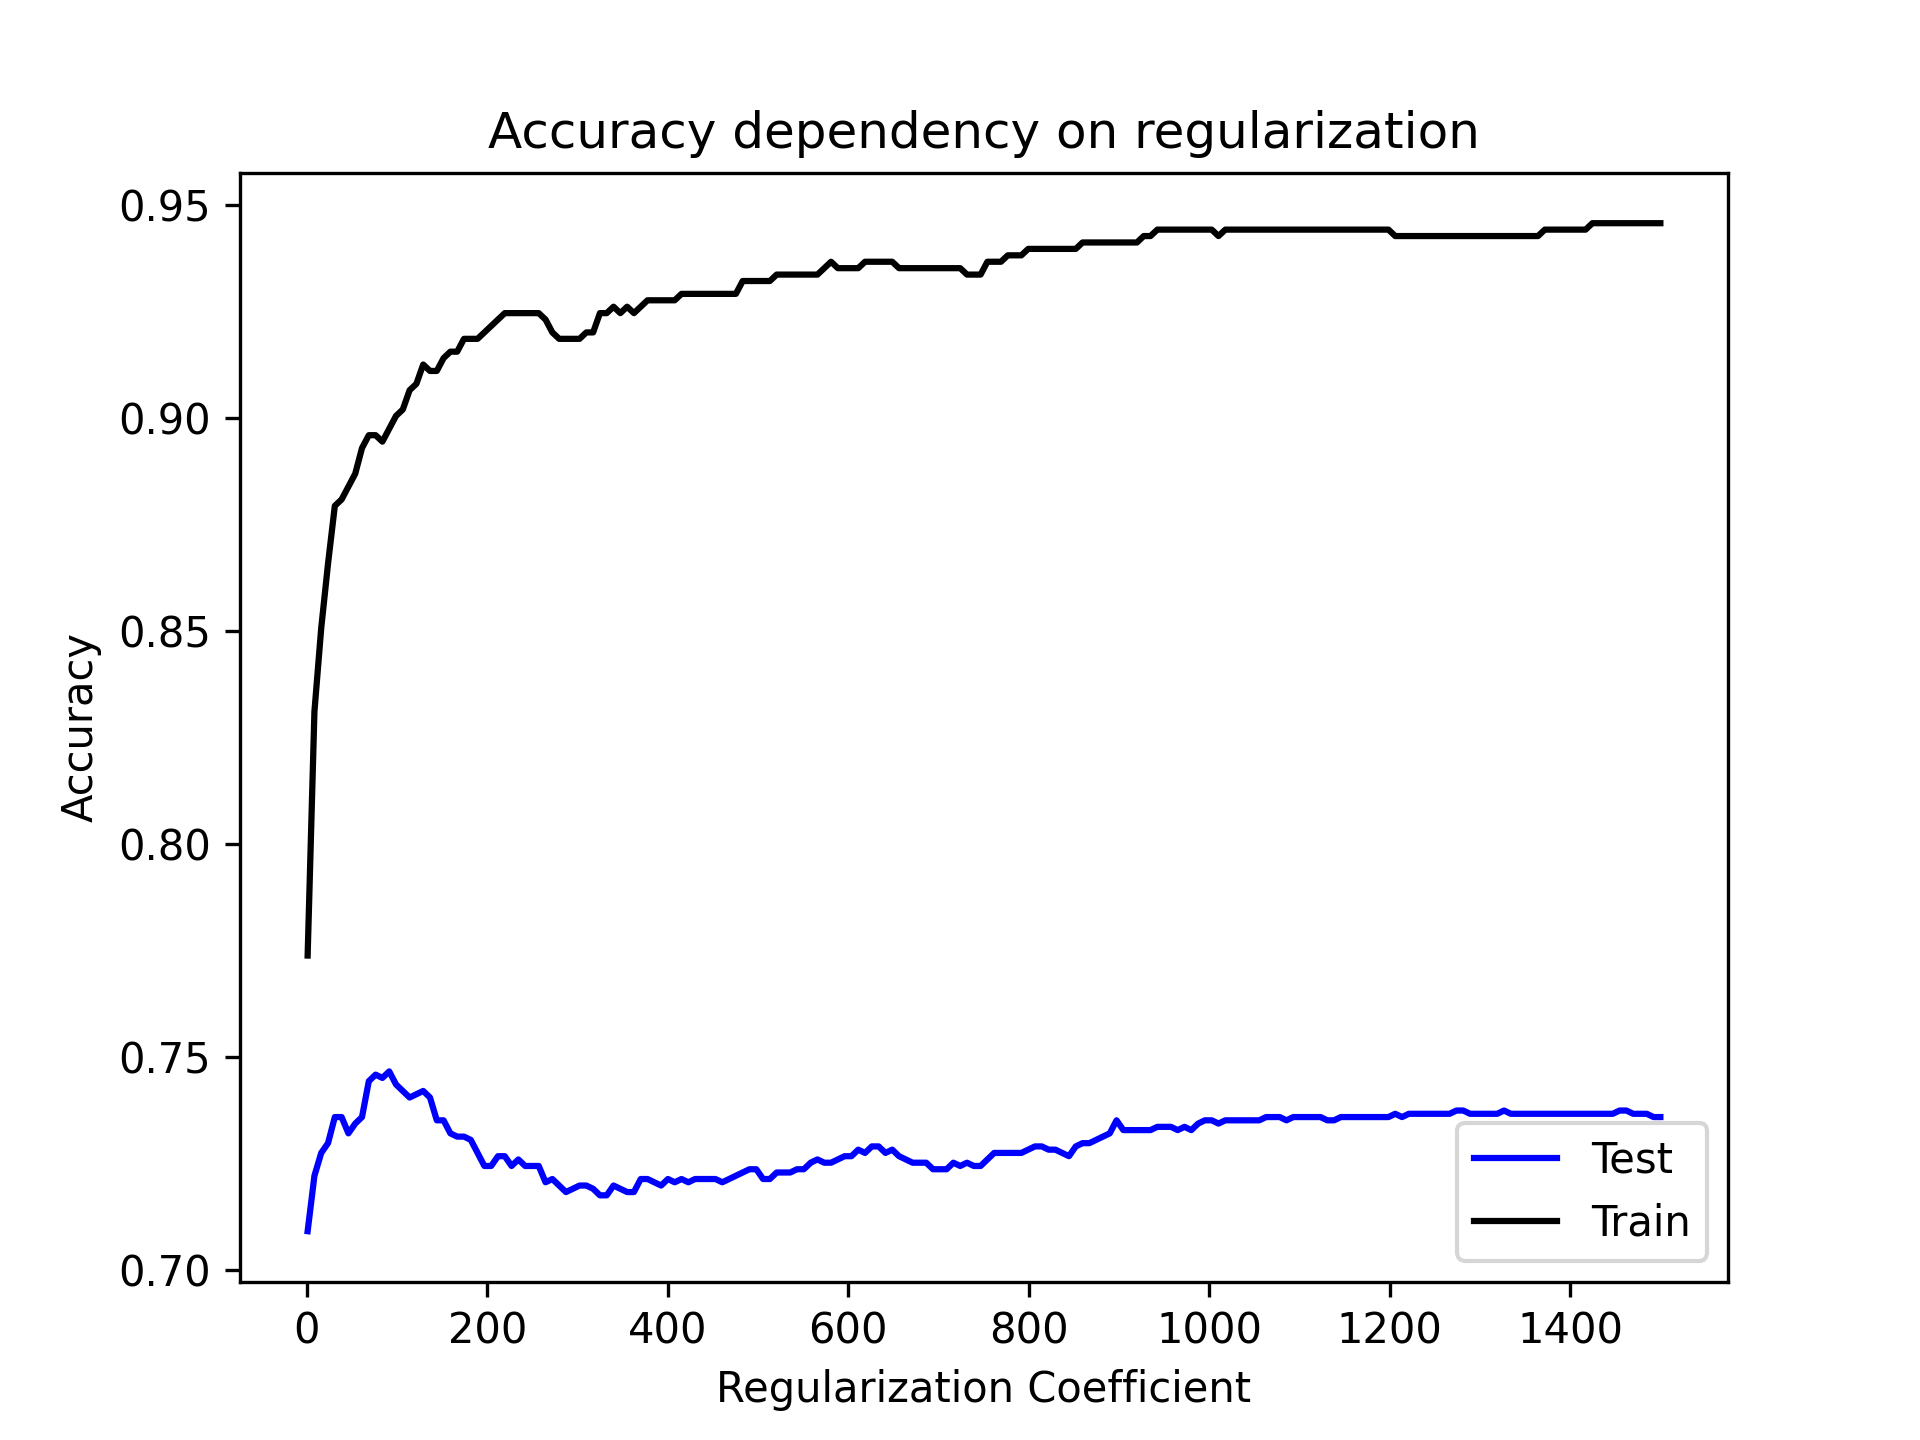 Accuracy dependency on regularization
0.95
0.90
0.85
0.80
0.75
0.70
Accuracy
Test
Train
0 200 400 600 800 1000 1200 1400
Regularization Coefficient